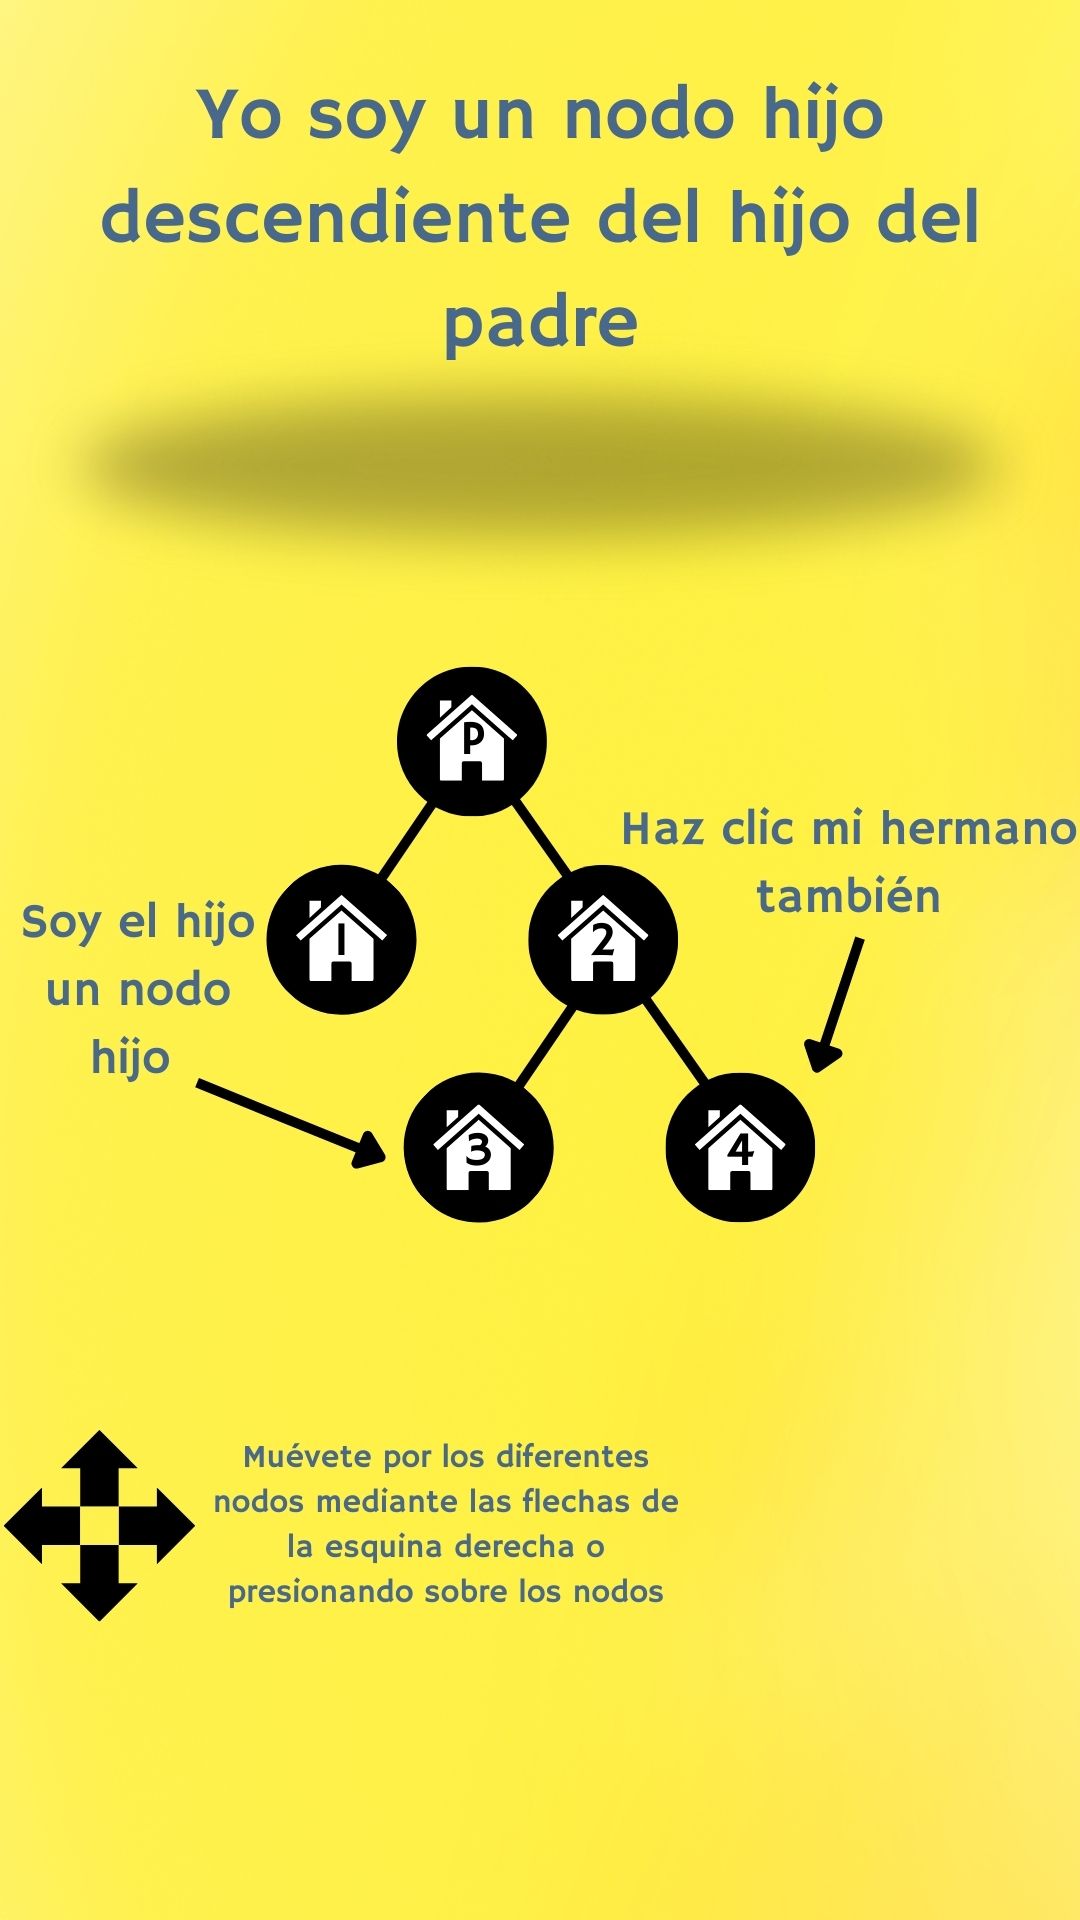 Yo soy un nodo hijo
descendiente del hijo del
padre
P
Haz clic mi hermano
también
Soy el hijo
un nodo
hijo
1
2
3
4
Muévete por los diferentes
nodos mediante las flechas de
la esquina derecha o
presionando sobre los nodos